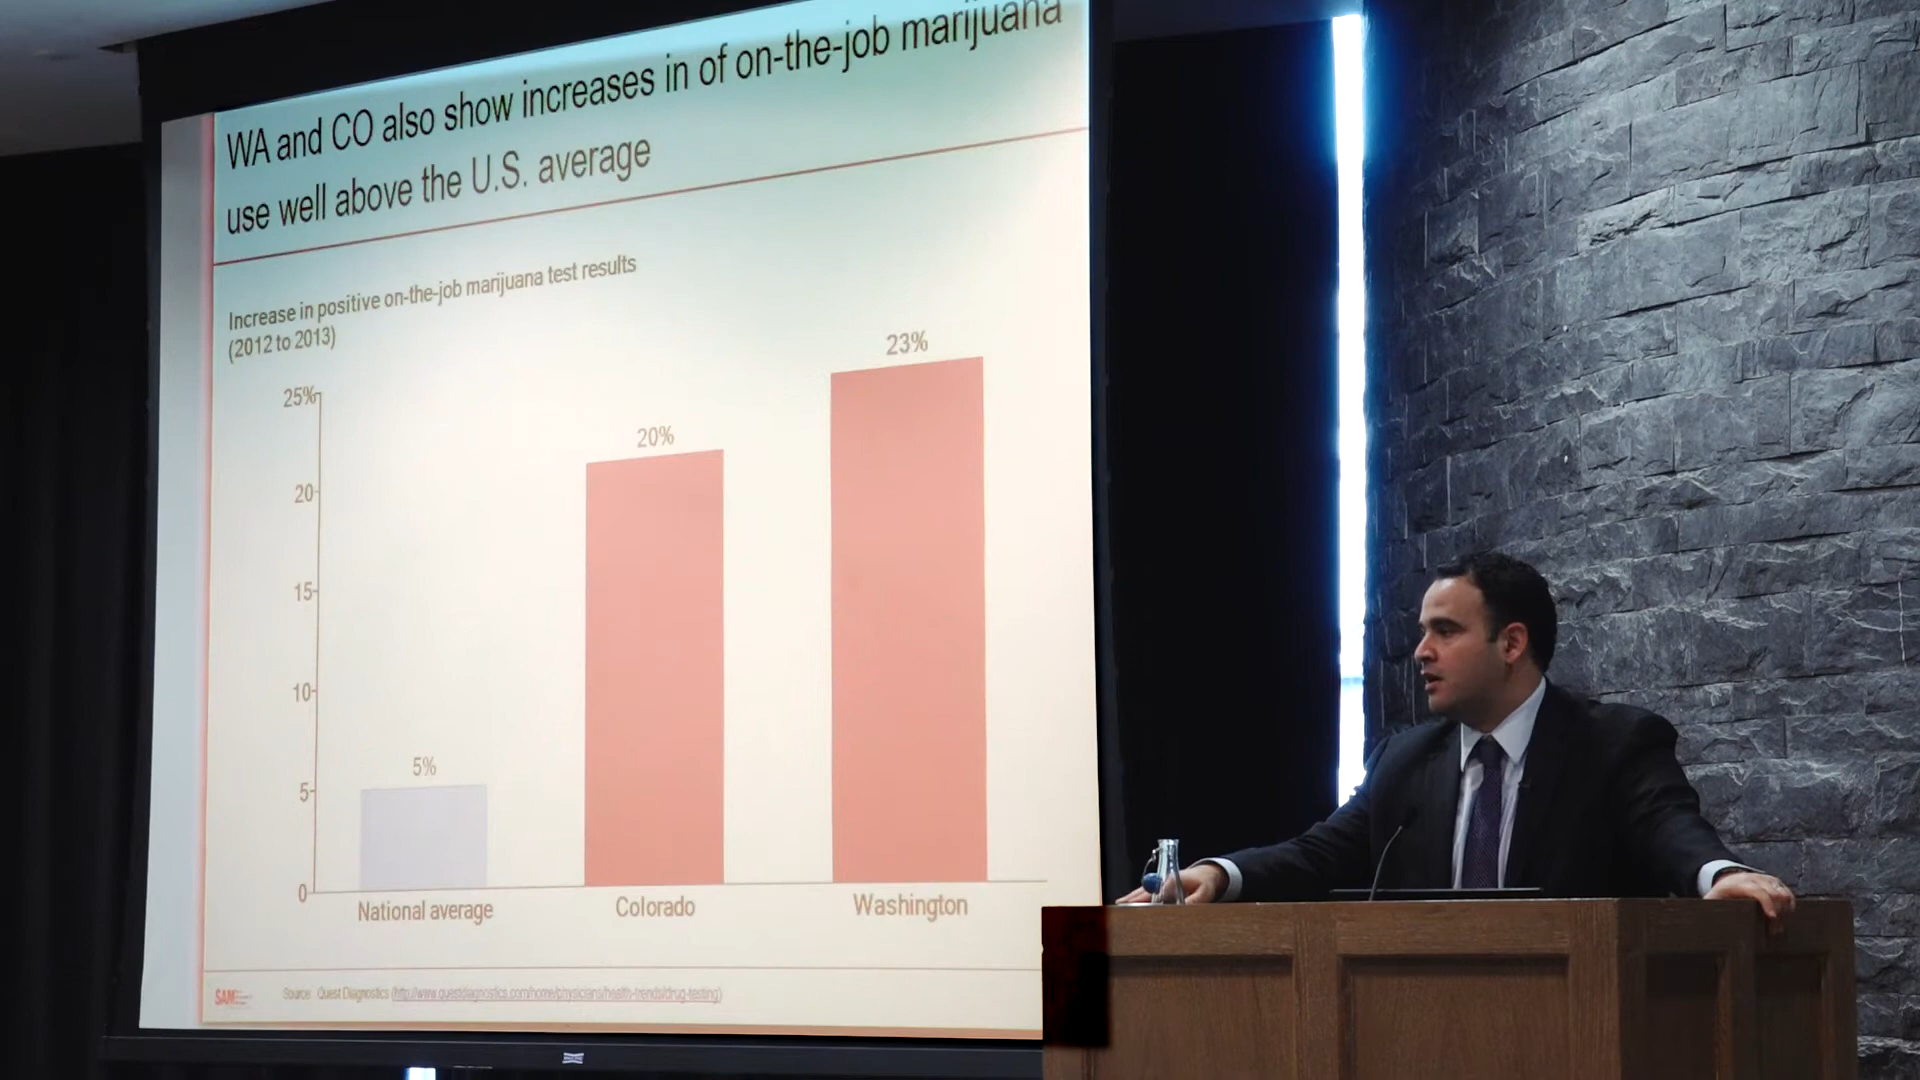 WA and CO also show increases in of on-the-job marijuana
use well above the U.S. average
Increase in positive on-the-job marijuana test results
(2012 to 2013)
25%
20
15
10
5
0
5%
20%
23%
National average
Colorado
Washington
SAM
Source: Quest Diagnostics (http://www.questdiagnostics.com/home/physicians/health-trends/drug-testing)